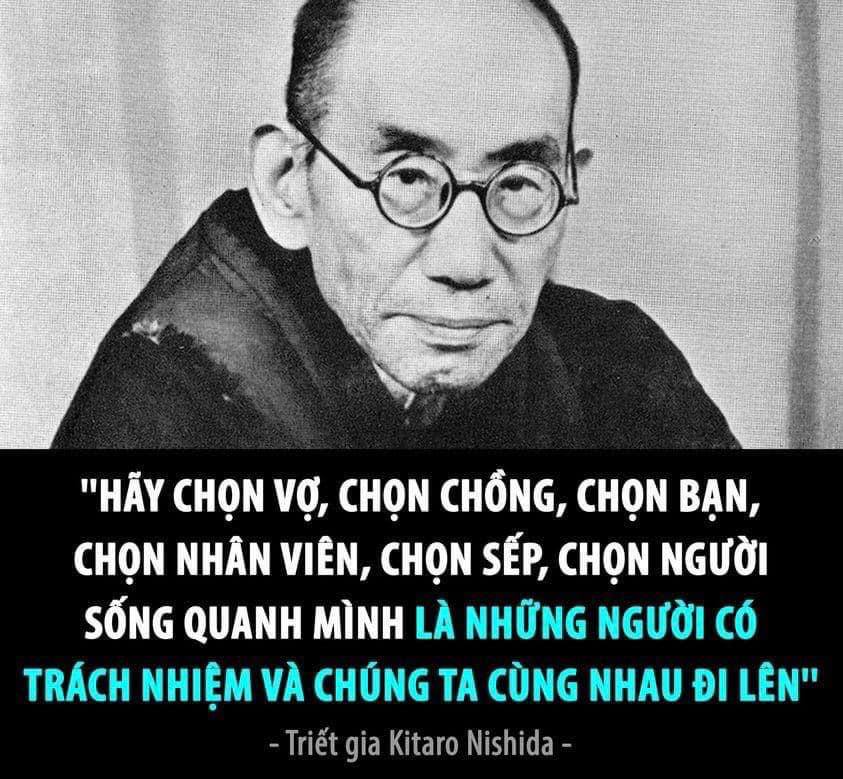 "HÃY CHỌN VỢ, CHỌN CHỒNG, CHỌN BẠN,
CHỌN NHÂN VIÊN, CHỌN SẾP, CHỌN NGƯỜI
SỐNG QUANH MÌNH LÀ NHỮNG NGƯỜI CÓ
TRÁCH NHIỆM VÀ CHÚNG TA CÙNG NHAU ĐI LÊN"
- Triết gia Kitaro Nishida -